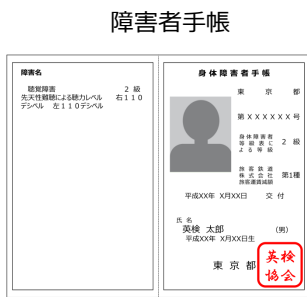 障害者手帳
障害名
聴覚障害 2 級
先天性難聴による聴力レベル 右110
デシベル 左110デシベル
身体障害者手帳
東 京 都
第XXXXXX号
身体障害者
等級表に
よる等級
2 級
旅客鉄道
株式会社
旅客運賃減額
第1種
平成XX年 X月XX日 交 付
氏 名
英検 太郎 (男)
平成XX年 X月XX日生
東 京 都
英検
協会